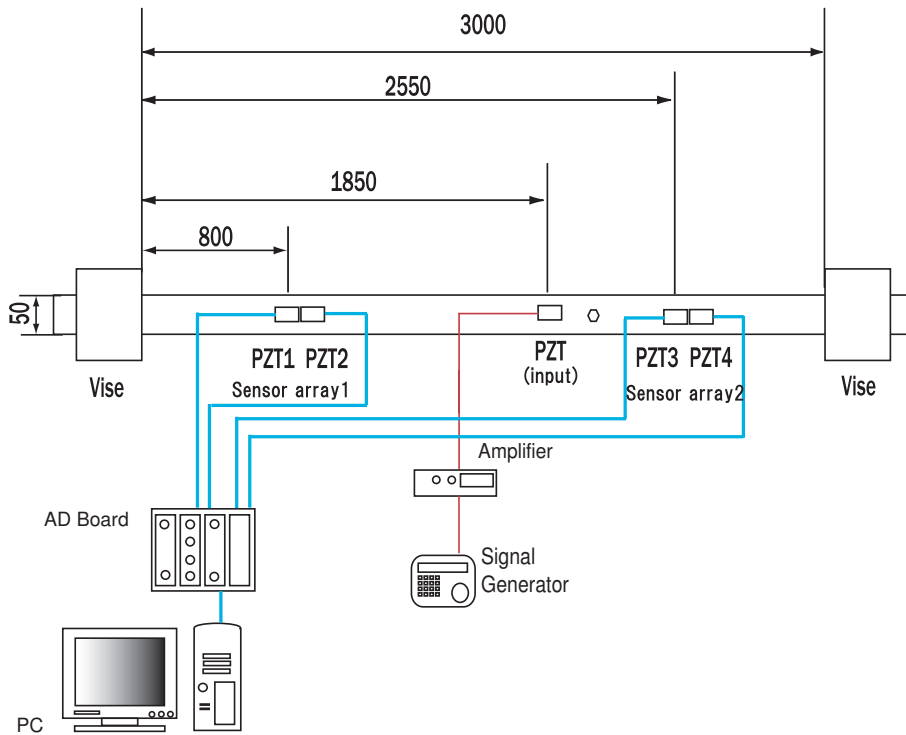 3000
2550
1850
800
50
PZT1 PZT2
PZT
(input)
PZT3 PZT4
Vise
Sensor array1
Sensor array2
Vise
Amplifier
AD Board
Signal
Generator
PC